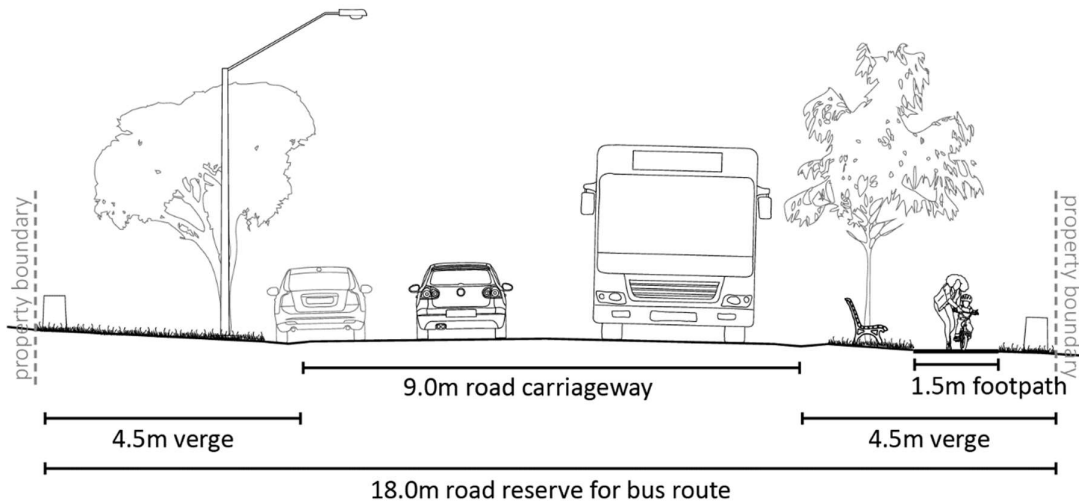 property boundary
property boundary
9.0m road carriageway
1.5m footpath
4.5m verge
4.5m verge
18.0m road reserve for bus route